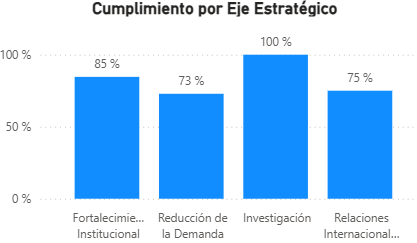 Cumplimiento por Eje Estratégico
100 %
50 %
0 %
85 %
73 %
100 %
75 %
Fortalecimie...
Institucional
Reducción de
la Demanda
Investigación
Relaciones
Internacional...